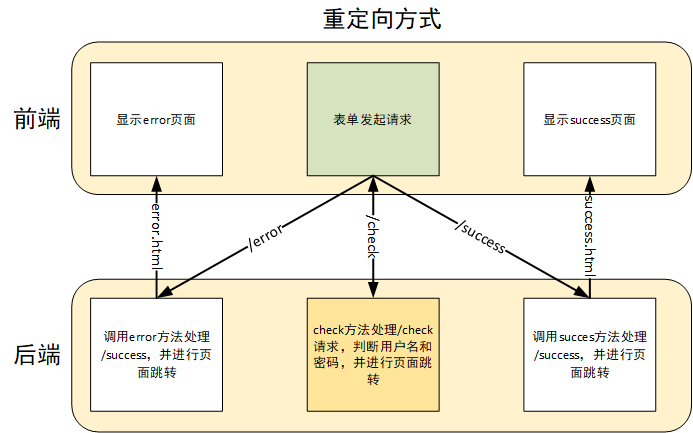 重定向方式
前端
显示error页面
表单发起请求
显示success页面
error.html
/error
/check
/success
success.html
后端
调用error方法处理
/success，并进行页
面跳转
check方法处理/check
请求，判断用户名和
密码，并进行页面跳
转
调用succes方法处理
/success，并进行页
面跳转